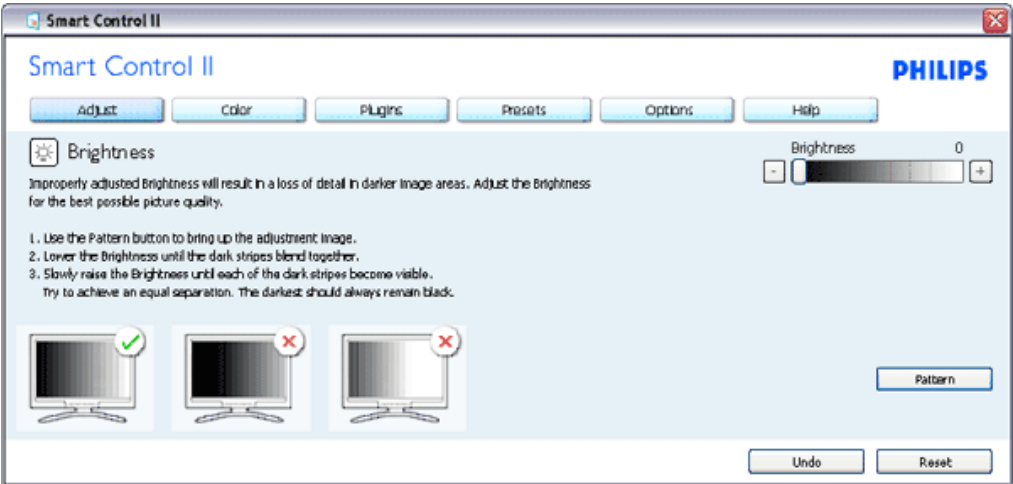 Smart Control II
Smart Control II
PHILIPS
Adjust Color Plugins Presets Options Help
Brightness
Brightness 0
- +
Improperly adjusted Brightness will result in a loss of detail in darker image areas. Adjust the Brightness
for the best possible picture quality.
1. Use the Pattern button to bring up the adjustment image.
2. Lower the Brightness until the dark stripes blend together.
3. Slowly raise the Brightness until each of the dark stripes become visible.
Try to achieve an equal separation. The darkest should always remain black.
Pattern
Undo Reset